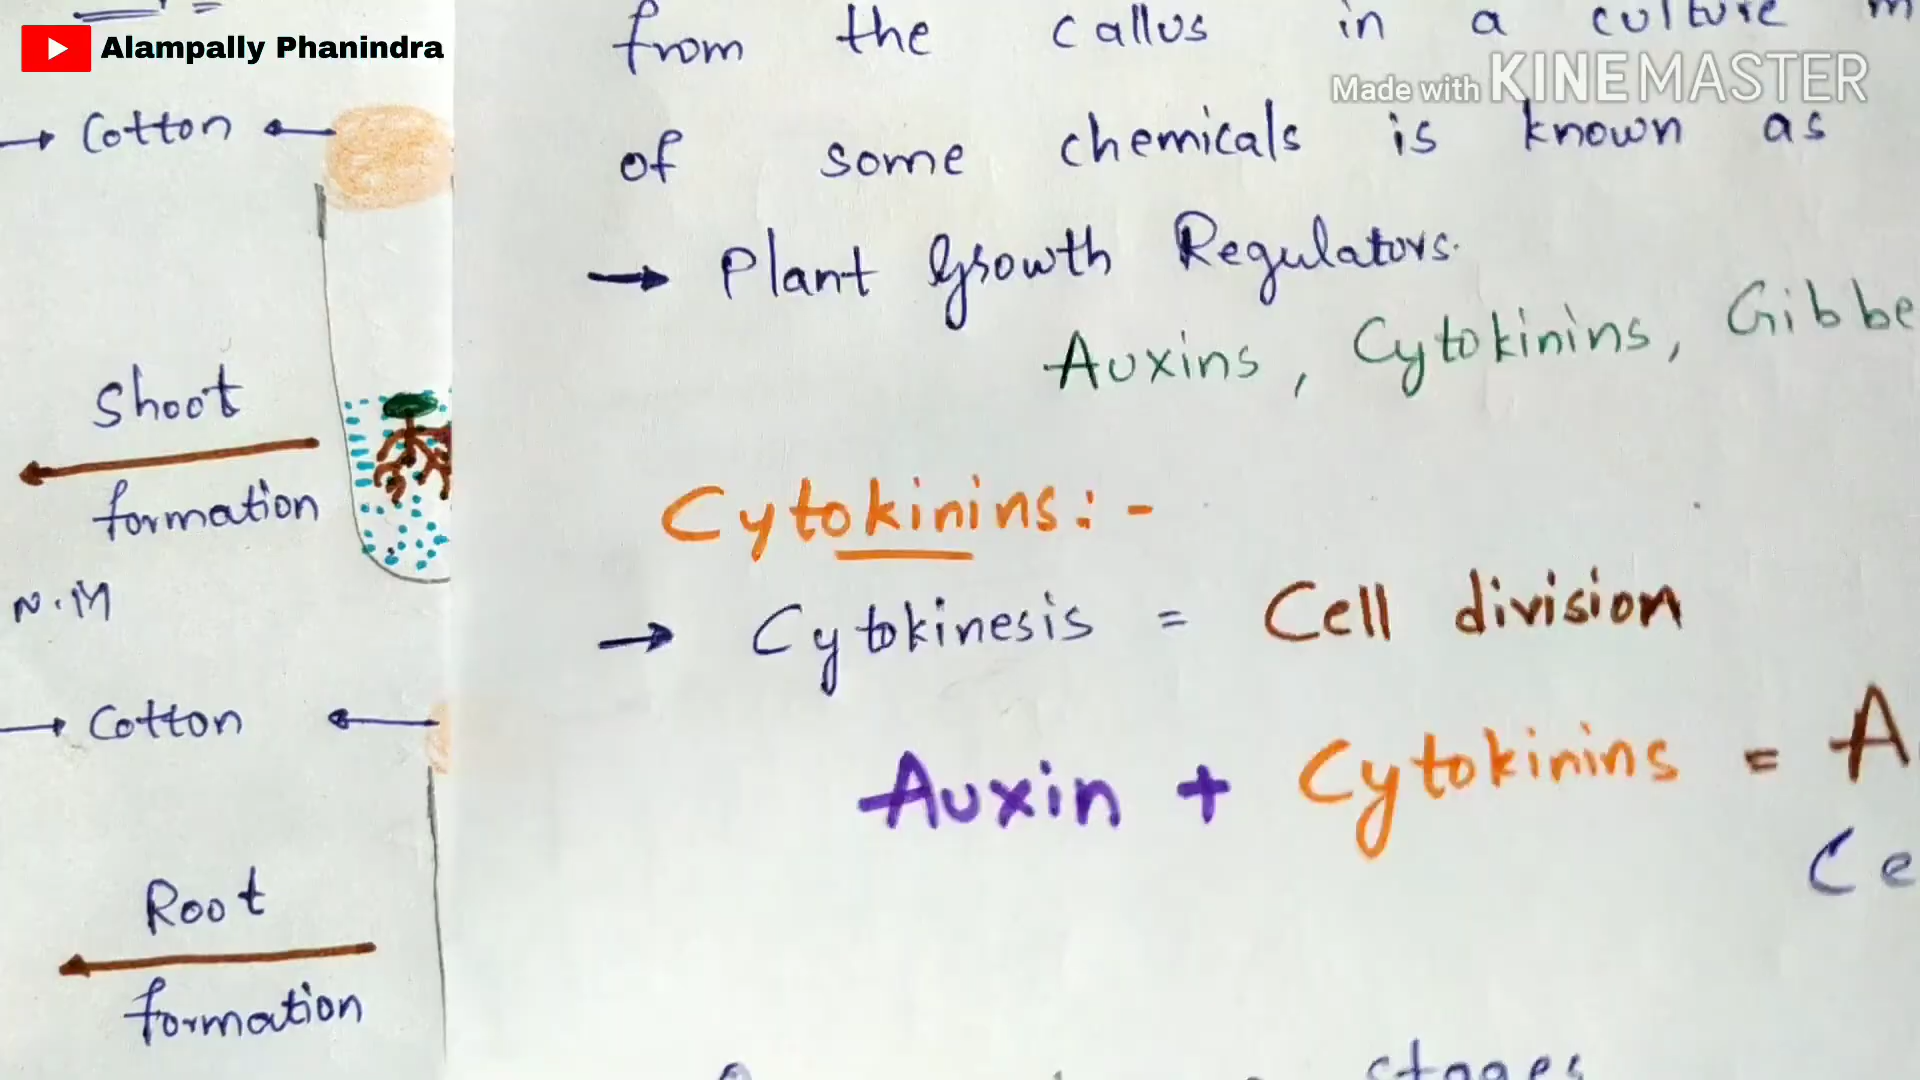 Alampally Phanindra
Made with KINEMASTER
Cotton
Shoot
formation
N.M
Cotton
Root
formation
from the callus in a culture m
of some chemicals is known as
→ Plant Growth Regulators.
Auxins, Cytokinins, Gibbe
Cytokinins:-
→ Cytokinesis = Cell division
Auxin + Cytokinins = A
Ce
stages